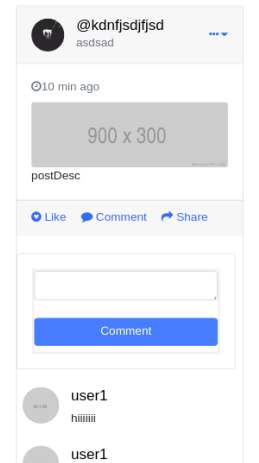 @kdnfjsdjfjsd
asdsad
10 min ago
900 x 300
postDesc
Like Comment Share
Comment
user1
hiiiiiii
user1